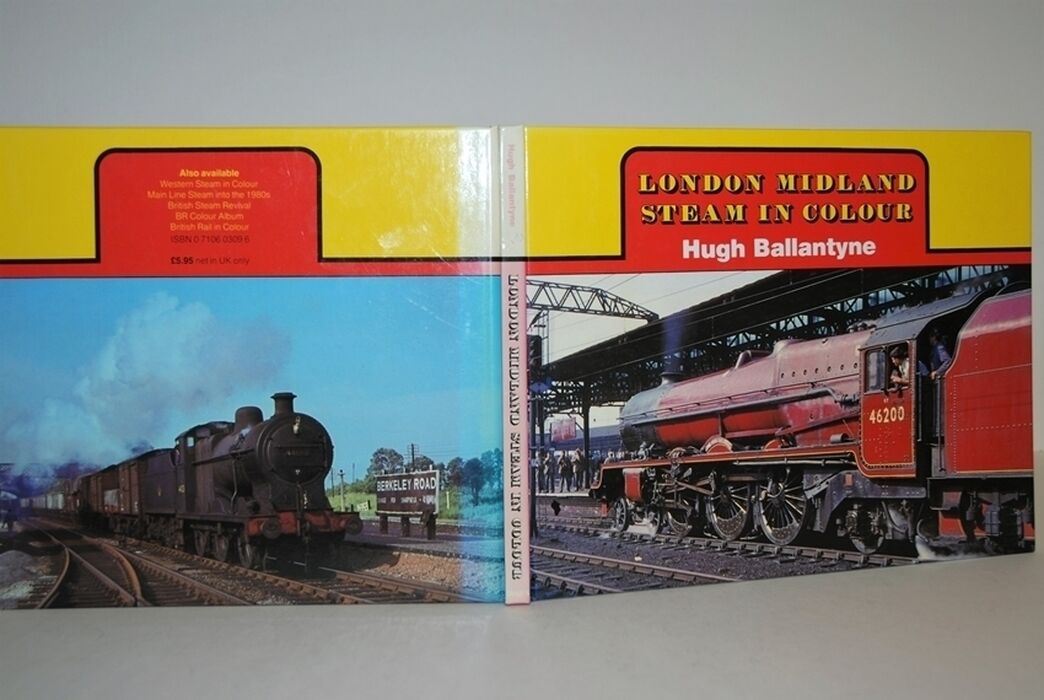 Also available
Western Steam in Colour
Main Line Steam into the 1980s
British Steam Revival
BR Colour Album
British Rail in Colour
ISBN 0 7106 0309 6
£5.95 net in UK only
BERKELEY ROAD
Hugh Ballantyne
LONDON MIDLAND STEAM IN COLOUR
LONDON MIDLAND
STEAM IN COLOUR
Hugh Ballantyne
46200